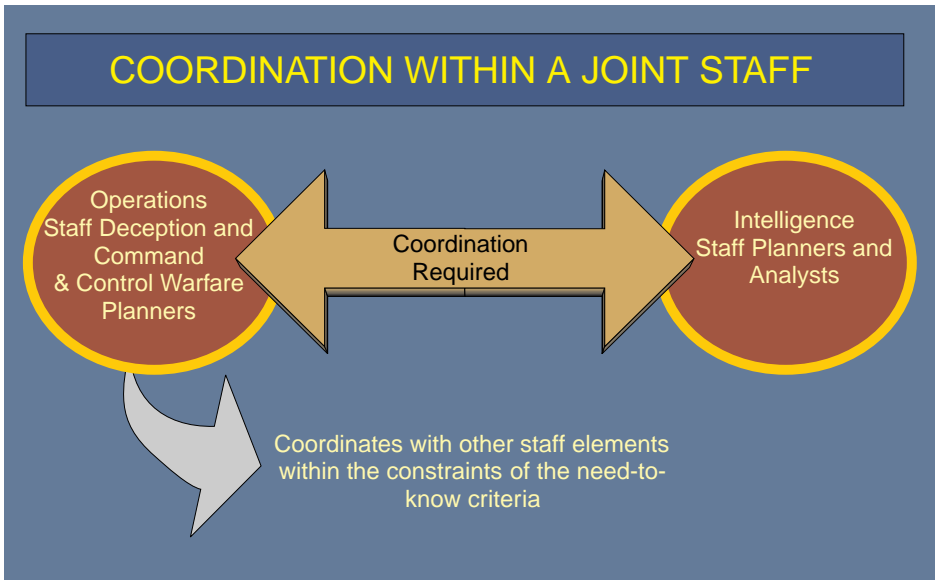 COORDINATION WITHIN A JOINT STAFF
Operations
Staff Deception and
Command
& Control Warfare
Planners
Coordination
Required
Intelligence
Staff Planners and
Analysts
Coordinates with other staff elements
within the constraints of the need-to-
know criteria